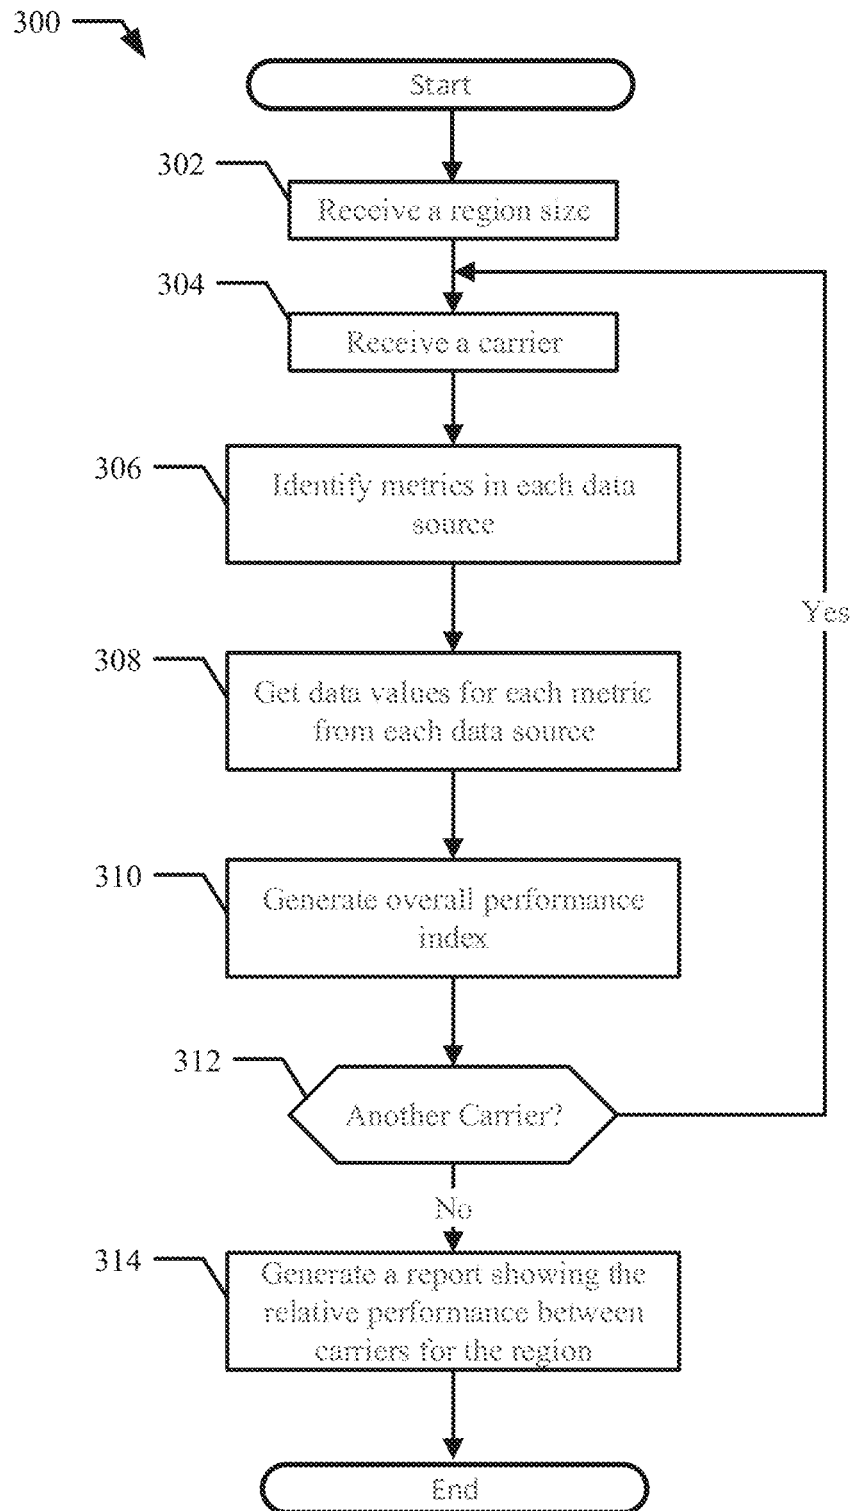 300
Start
302
Receive a region size
304
Receive a carrier
306
Identify metrics in each data
source
Yes
308
Get data values for each metric
from each data source
310
Generate overall performance
index
312
Another Carrier?
No
314
Generate a report showing the
relative performance between
carriers for the region
End